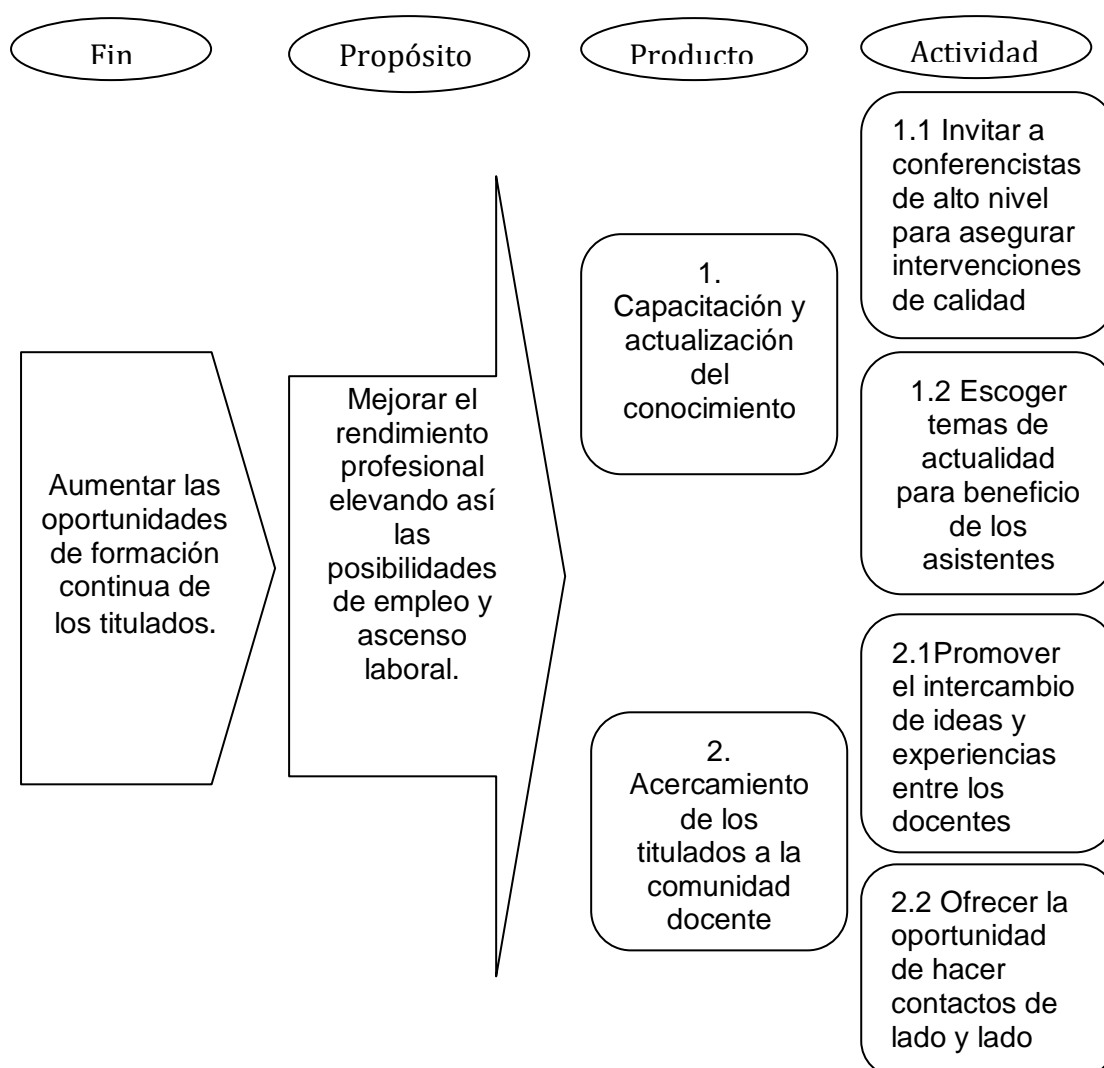 Fin
Propósito
Producto
Actividad
Aumentar las
oportunidades
de formación
continua de
los titulados.
Mejorar el
rendimiento
profesional
elevando así
las
posibilidades
de empleo y
ascenso
laboral.
1.
Capacitación y
actualización
del
conocimiento
2.
Acercamiento
de los
titulados a la
comunidad
docente
1.1 Invitar a
conferencistas
de alto nivel
para asegurar
intervenciones
de calidad
1.2 Escoger
temas de
actualidad
para beneficio
de los
asistentes
2.1Promover
el intercambio
de ideas y
experiencias
entre los
docentes
2.2 Ofrecer la
oportunidad
de hacer
contactos de
lado y lado